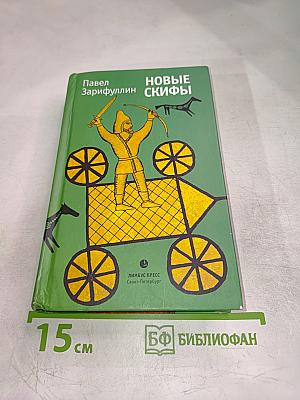 Павел
Зарифуллин
НОВЫЕ
СКИФЫ
ЛИМБУС ПРЕСС
Санкт-Петербург
15 см
БФ БИБЛИОФАН